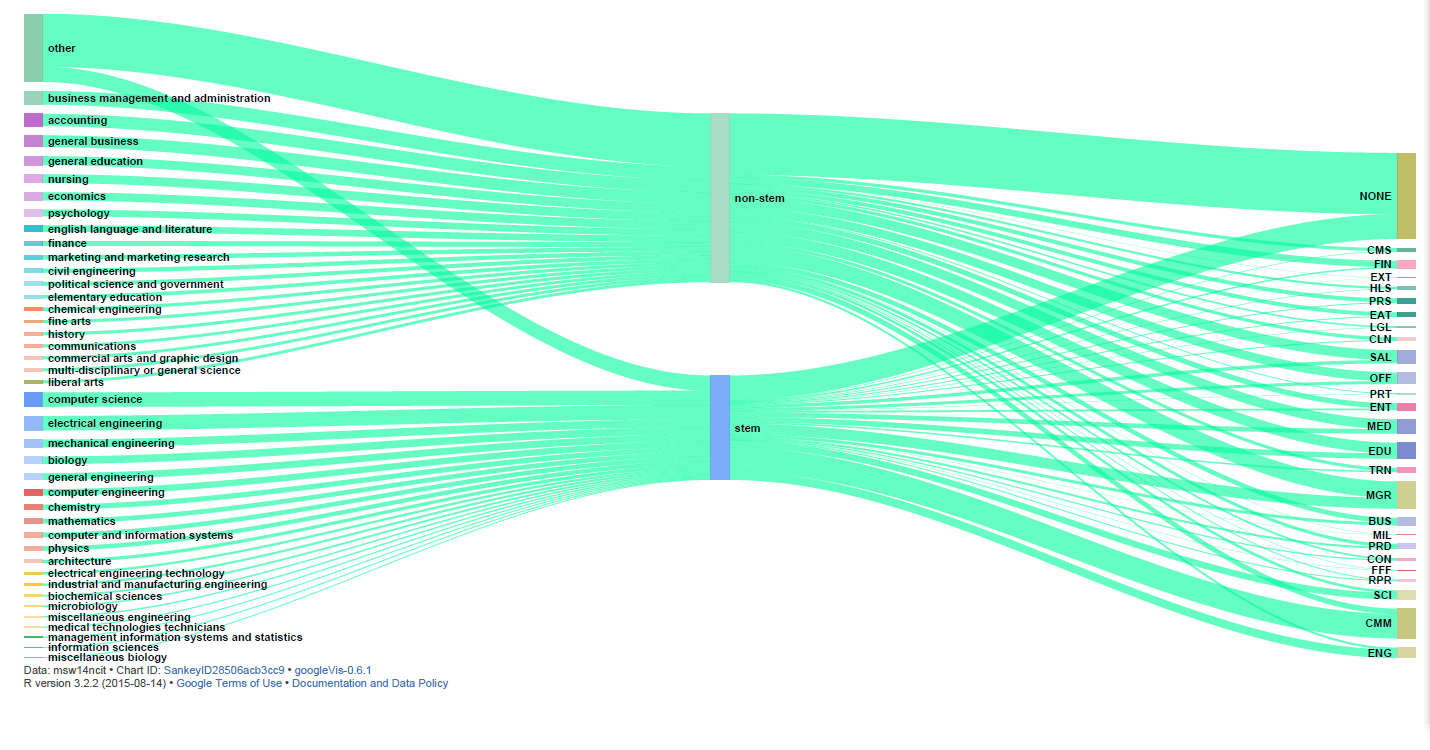 other
business management and administration
accounting
general business
general education
nursing
economics
psychology
english language and literature
finance
marketing and marketing research
civil engineering
political science and government
elementary education
chemical engineering
fine arts
history
communications
commercial arts and graphic design
multi-disciplinary or general science
liberal arts
computer science
electrical engineering
mechanical engineering
biology
general engineering
computer engineering
chemistry
mathematics
computer and information systems
physics
architecture
electrical engineering technology
industrial and manufacturing engineering
biochemical sciences
microbiology
miscellaneous engineering
medical technologies technicians
management information systems and statistics
information sciences
miscellaneous biology
non-stem
stem
NONE
CMS
FIN
EXT
HLS
PRS
EAT
LGL
CLN
SAL
OFF
PRT
ENT
MED
EDU
TRN
MGR
BUS
MIL
PRD
CON
FFF
RPR
SCI
CMM
ENG
Data: msw14ncit • Chart ID: SankeyID28506acb3cc9 • googleVis-0.6.1
R version 3.2.2 (2015-08-14) • Google Terms of Use • Documentation and Data Policy